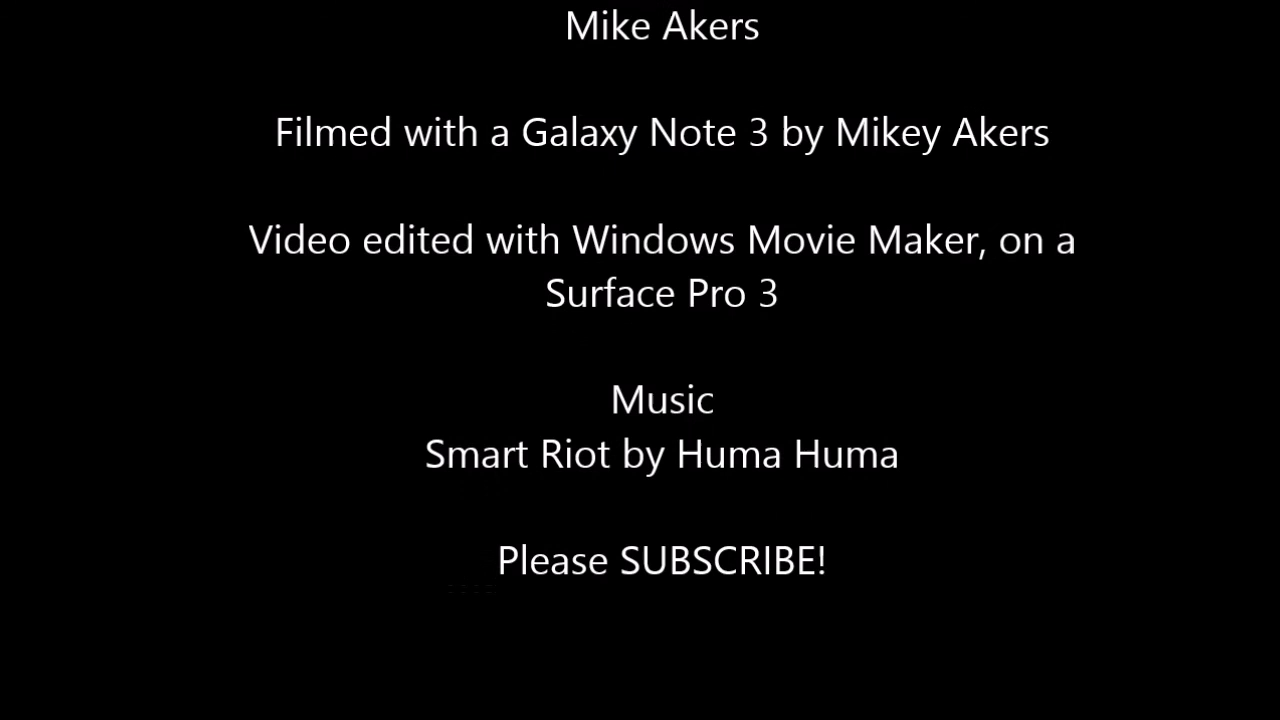 Mike Akers
Filmed with a Galaxy Note 3 by Mikey Akers
Video edited with Windows Movie Maker, on a
Surface Pro 3
Music
Smart Riot by Huma Huma
Please SUBSCRIBE!